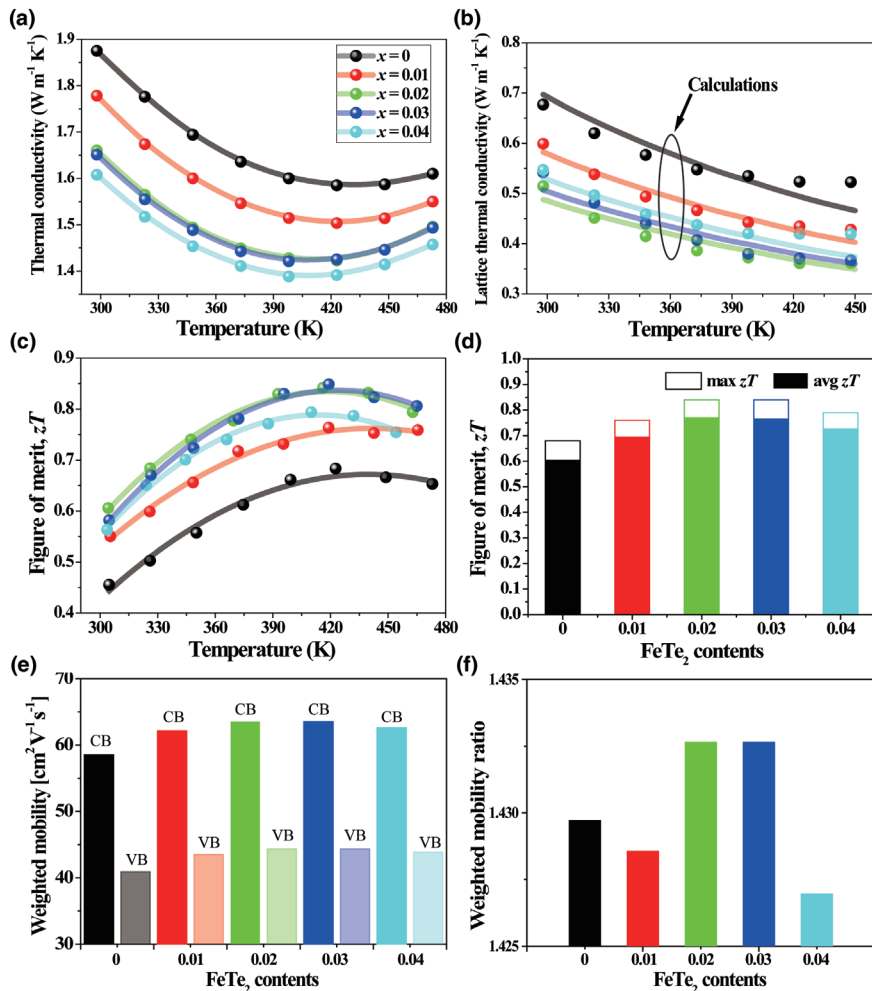 (a)
Thermal conductivity (W m⁻¹ K⁻¹)
1.9
1.8
1.7
1.6
1.5
1.4
x = 0
x = 0.01
x = 0.02
x = 0.03
x = 0.04
300 330 360 390 420 450 480
Temperature (K)
(b)
Lattice thermal conductivity (W m⁻¹ K⁻¹)
0.8
0.7
0.6
0.5
0.4
0.3
Calculations
300 330 360 390 420 450
Temperature (K)
(c)
Figure of merit, zT
0.9
0.8
0.7
0.6
0.5
0.4
300 330 360 390 420 450 480
Temperature (K)
(d)
Figure of merit, zT
1.0
0.9
0.8
0.7
0.6
0.5
0.4
0.3
0.2
0.1
0.0
max zT
avg zT
0 0.01 0.02 0.03 0.04
FeTe₂ contents
(e)
Weighted mobility [cm²V⁻¹s⁻¹]
70
60
50
40
30
CB CB CB CB CB
VB VB VB VB VB
0 0.01 0.02 0.03 0.04
FeTe₂ contents
(f)
Weighted mobility ratio
1.435
1.430
1.425
0 0.01 0.02 0.03 0.04
FeTe₂ contents